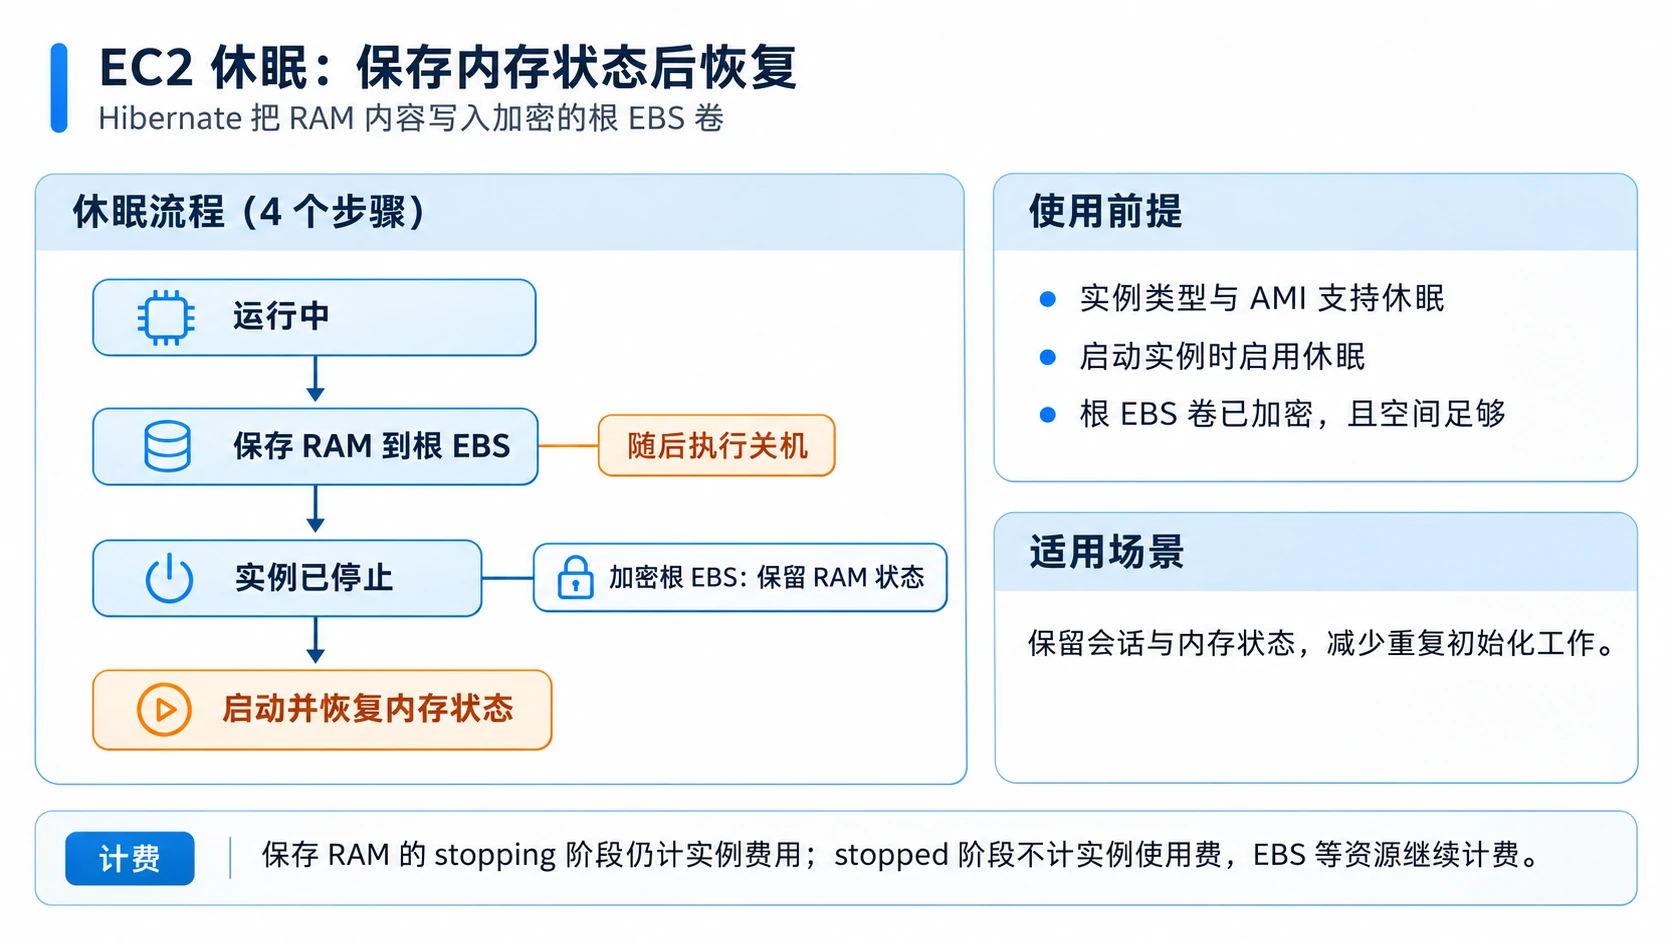 EC2 休眠：保存内存状态后恢复
Hibernate 把 RAM 内容写入加密的根 EBS 卷
休眠流程（4 个步骤）
运行中
保存 RAM 到根 EBS
随后执行关机
实例已停止
加密根 EBS：保留 RAM 状态
启动并恢复内存状态
使用前提
实例类型与 AMI 支持休眠
启动实例时启用休眠
根 EBS 卷已加密，且空间足够
适用场景
保留会话与内存状态，减少重复初始化工作。
计费
保存 RAM 的 stopping 阶段仍计实例费用；stopped 阶段不计实例使用费，EBS 等资源继续计费。